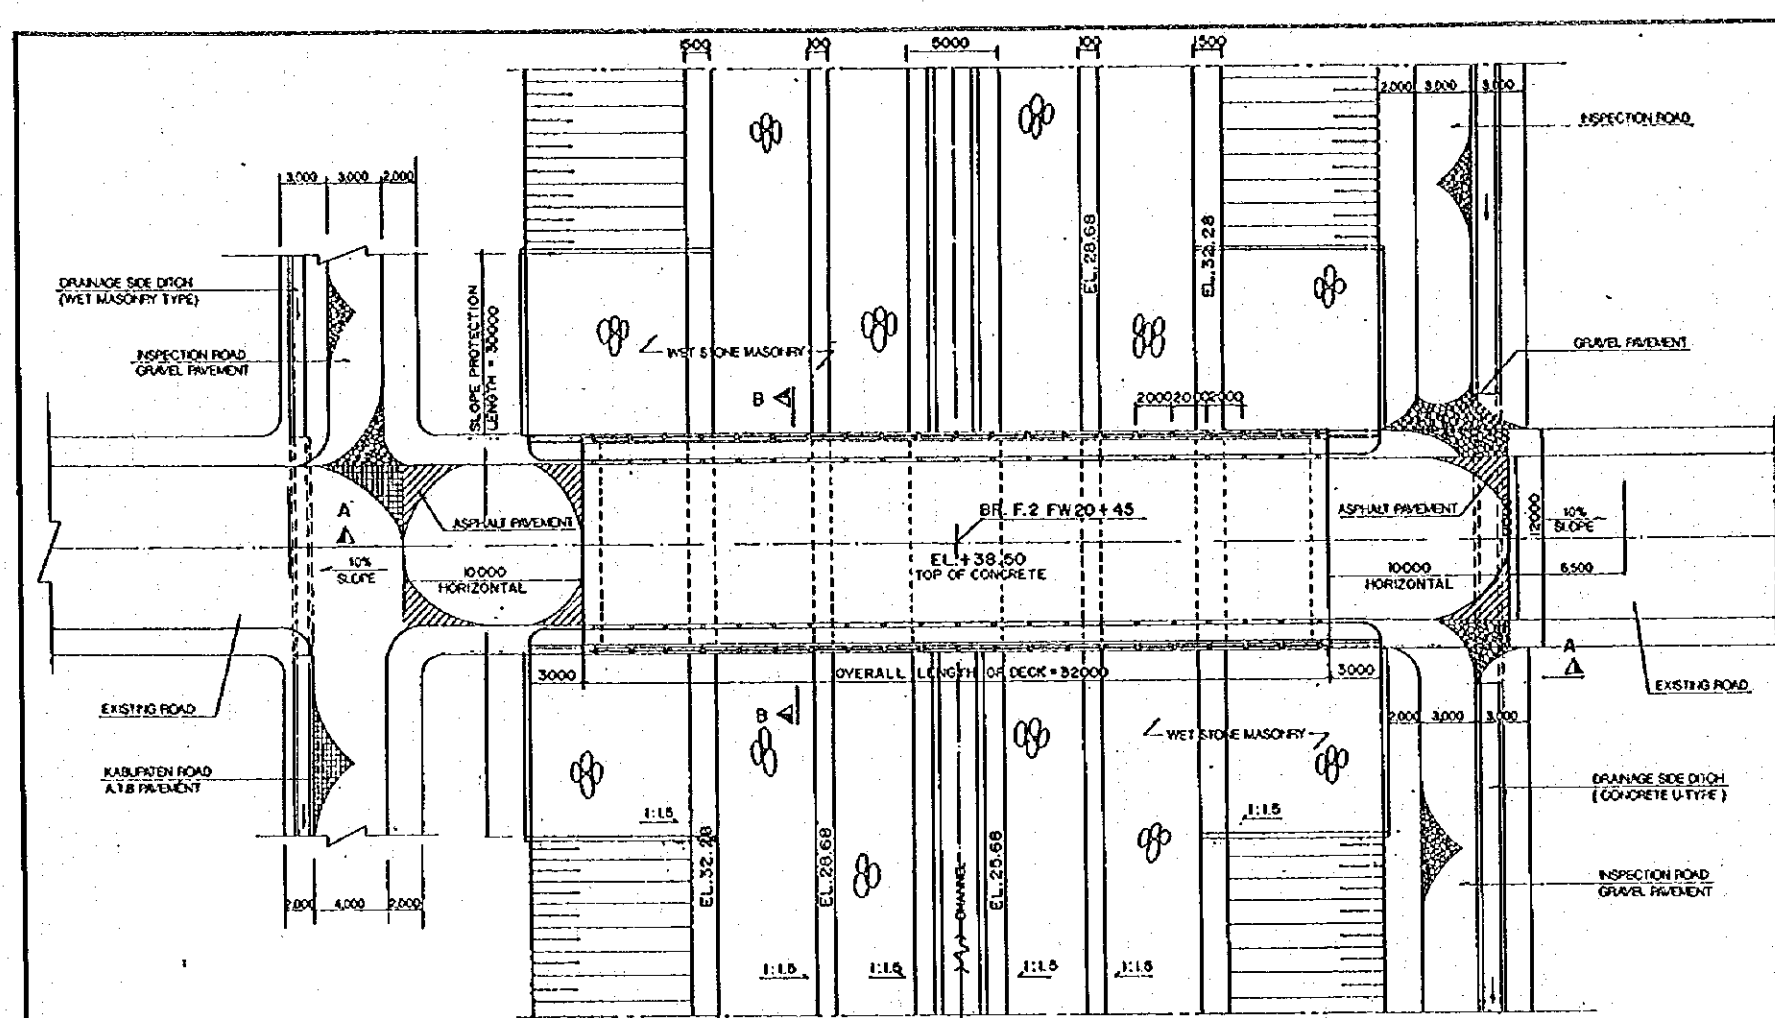 1500
100
5000
100
1500
2,000 3,000 3,000
INSPECTION ROAD
3,000 3,000 2,000
DRAINAGE SIDE DITCH
(WET MASONRY TYPE)
INSPECTION ROAD
GRAVEL PAVEMENT
SLOPE PROTECTION
LENGTH = 30000
WET STONE MASONRY
EL.28.68
EL.32.28
GRAVEL PAVEMENT
B
2000 2000 2000
A
ASPHALT PAVEMENT
BR. F.2 FW 20 + 45
ASPHALT PAVEMENT
12000
10%
SLOPE
10%
SLOPE
10000
HORIZONTAL
EL.+38.50
TOP OF CONCRETE
10000
HORIZONTAL
6,500
3000
OVERALL LENGTH OF DECK = 32000
3000
A
EXISTING ROAD
EXISTING ROAD
B
2,000 3,000 3,000
WET STONE MASONRY
KABUPATEN ROAD
A.T.B PAVEMENT
DRAINAGE SIDE DITCH
( CONCRETE U-TYPE )
1:1.5
1:1.5
EL.32.28
EL.28.68
CHANNEL
EL.25.68
INSPECTION ROAD
GRAVEL PAVEMENT
2,000 4,000 2,000
1:1.5
1:1.5
1:1.5
1:1.5